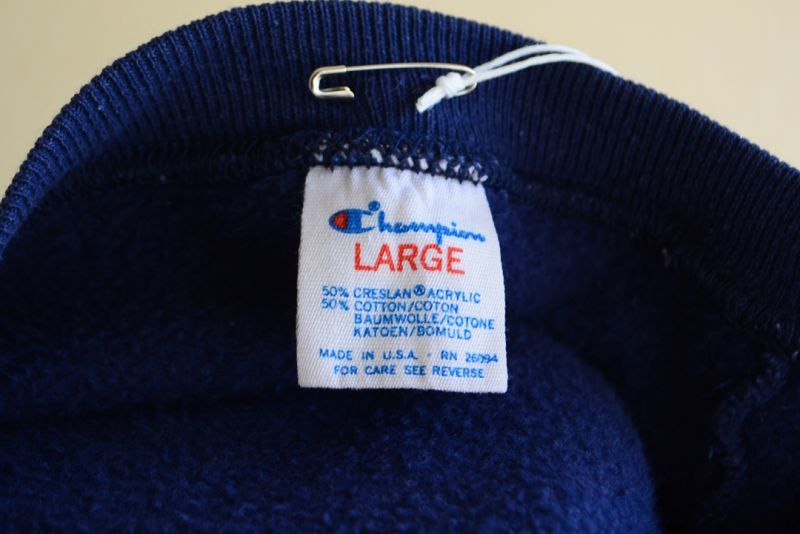 Champion
LARGE
50% CRESLAN® ACRYLIC
50% COTTON/COTON
BAUMWOLLE/COTONE
KATOEN/BOMULD
MADE IN U.S.A. - RN 26094
FOR CARE SEE REVERSE